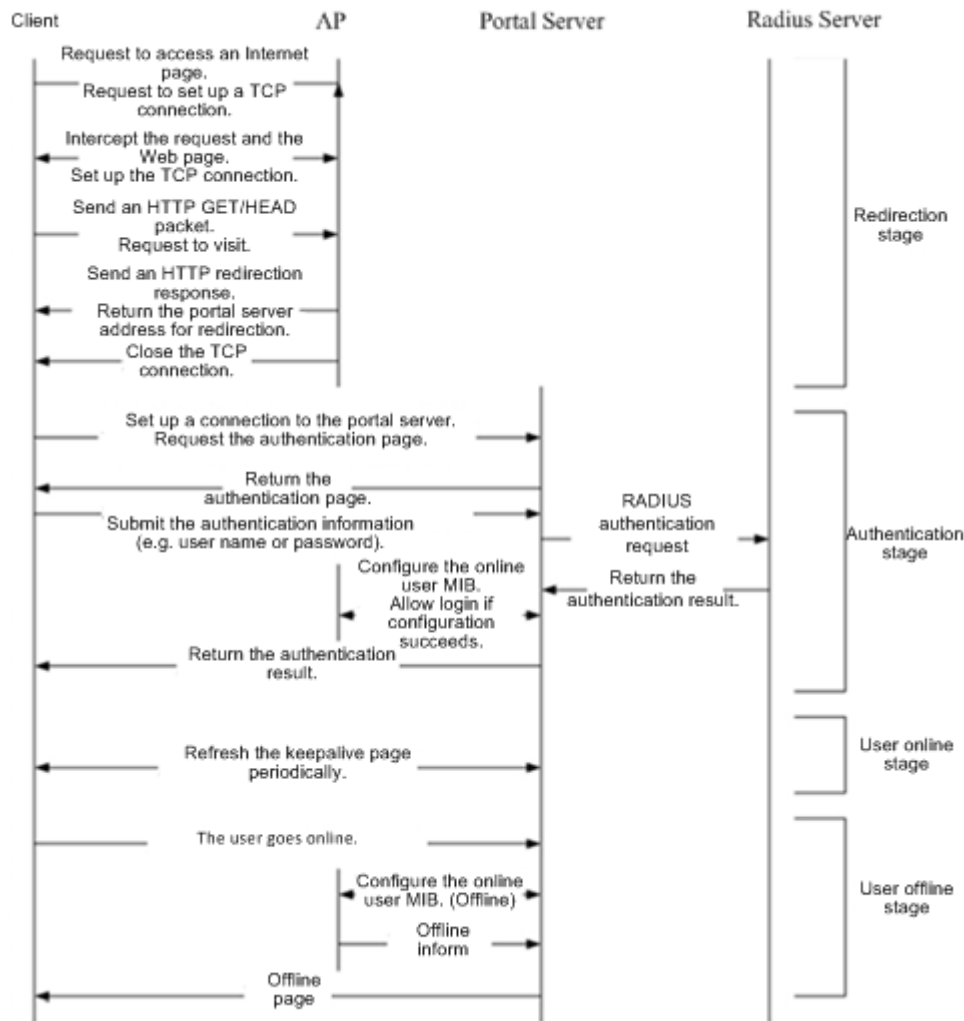 Client
AP
Portal Server
Radius Server
Request to access an Internet
page.
Request to set up a TCP
connection.
Intercept the request and the
Web page.
Set up the TCP connection.
Send an HTTP GET/HEAD
packet.
Request to visit.
Send an HTTP redirection
response.
Return the portal server
address for redirection.
Close the TCP
connection.
Redirection
stage
Set up a connection to the portal server.
Request the authentication page.
Return the
authentication page.
Submit the authentication information
(e.g. user name or password).
RADIUS
authentication
request
Configure the online
user MIB.
Allow login if
configuration
succeeds.
Return the
authentication result.
Return the authentication
result.
Authentication
stage
Refresh the keepalive page
periodically.
User online
stage
The user goes online.
Configure the online
user MIB. (Offline)
Offline
inform
Offline
page
User offline
stage